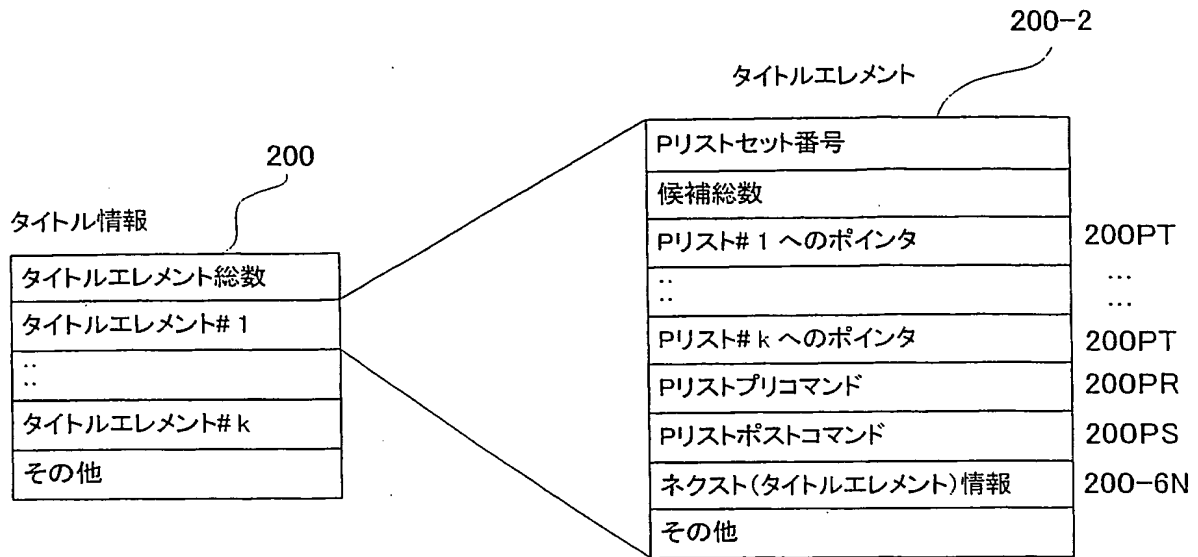 200
タイトル情報
タイトルエレメント総数
タイトルエレメント#1
::
::
タイトルエレメント#k
その他
200-2
タイトルエレメント
Pリストセット番号
候補総数
Pリスト#1へのポインタ 200PT
:: …
:: …
Pリスト#kへのポインタ 200PT
Pリストプリコマンド 200PR
Pリストポストコマンド 200PS
ネクスト(タイトルエレメント)情報 200-6N
その他